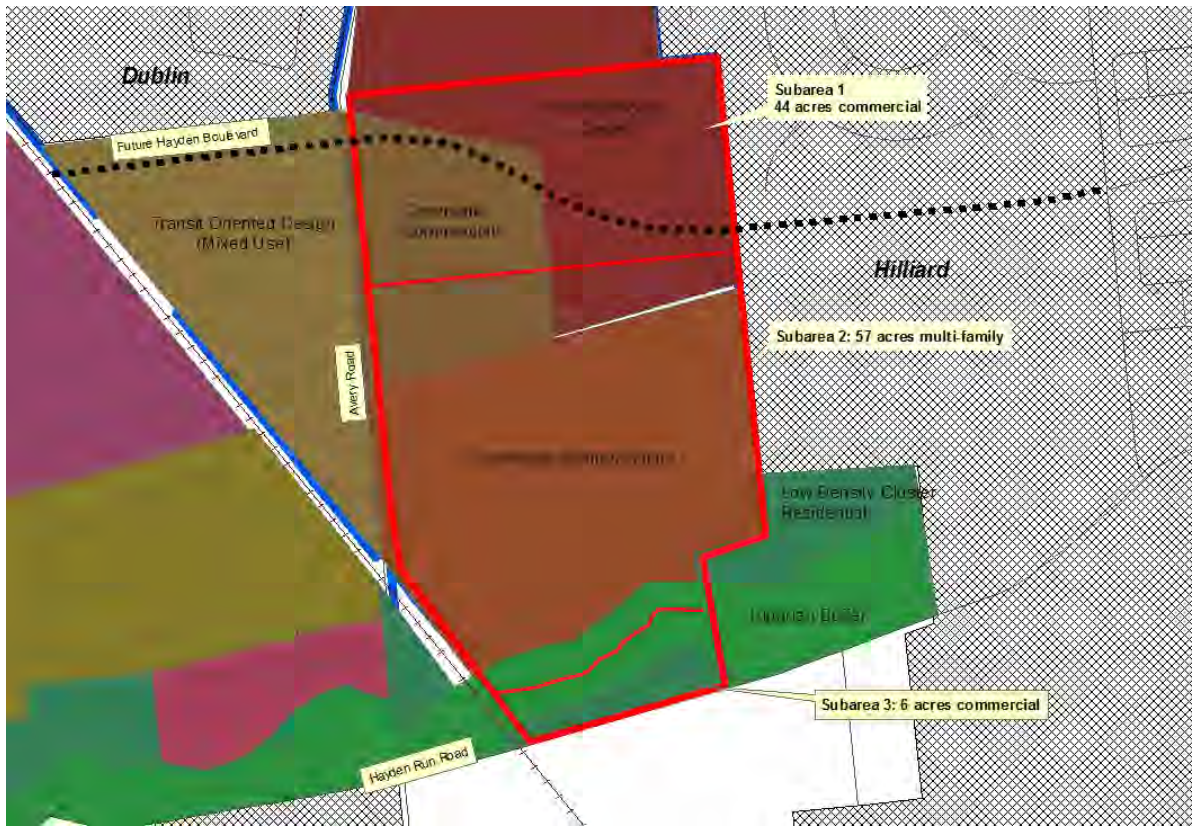 Dublin
Subarea 1
44 acres commercial
Future Hayden Boulevard
Transit Oriented Design
(Mixed Use)
Hilliard
Subarea 2: 57 acres multi-family
Avery Road
Low Density Cluster
Residential
Riparian Buffer
Subarea 3: 6 acres commercial
Hayden Run Road